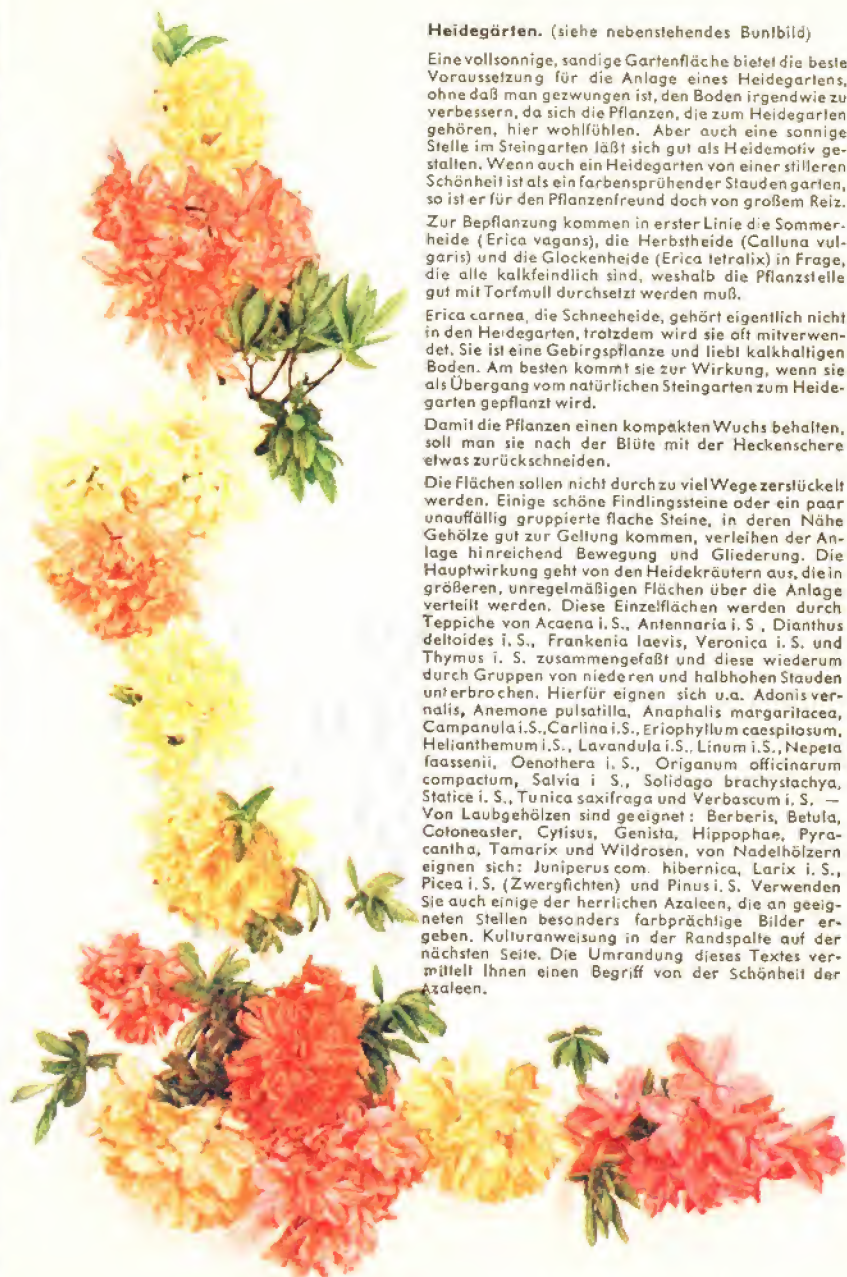 Heidegärten. (siehe nebenstehendes Buntbild)
Eine vollsonnige, sandige Gartenfläche bietet die beste
Voraussetzung für die Anlage eines Heidegartens,
ohne daß man gezwungen ist, den Boden irgendwie zu
verbessern, da sich die Pflanzen, die zum Heidegarten
gehören, hier wohlfühlen. Aber auch eine sonnige
Stelle im Steingarten läßt sich gut als Heidemotiv ge-
stalten. Wenn auch ein Heidegarten von einer stilleren
Schönheit ist als ein farbensprühender Staudengarten,
so ist er für den Pflanzenfreund doch von großem Reiz.
Zur Bepflanzung kommen in erster Linie die Sommer-
heide (Erica vagans), die Herbstheide (Calluna vul-
garis) und die Glockenheide (Erica tetralix) in Frage,
die alle kalkfeindlich sind, weshalb die Pflanzstelle
gut mit Torfmull durchsetzt werden muß.
Erica carnea, die Schneeheide, gehört eigentlich nicht
in den Heidegarten, trotzdem wird sie oft mitverwen-
det. Sie ist eine Gebirgspflanze und liebt kalkhaltigen
Boden. Am besten kommt sie zur Wirkung, wenn sie
als Übergang vom natürlichen Steingarten zum Heide-
garten gepflanzt wird.
Damit die Pflanzen einen kompakten Wuchs behalten,
soll man sie nach der Blüte mit der Heckenschere
etwas zurückschneiden.
Die Flächen sollen nicht durch zu viel Wege zerstückelt
werden. Einige schöne Findlingssteine oder ein paar
unauffällig gruppierte flache Steine, in deren Nähe
Gehölze gut zur Geltung kommen, verleihen der An-
lage hinreichend Bewegung und Gliederung. Die
Hauptwirkung geht von den Heidekräutern aus, die in
größeren, unregelmäßigen Flächen über die Anlage
verteilt werden. Diese Einzelflächen werden durch
Teppiche von Acaena i. S., Antennaria i. S., Dianthus
deltoides i. S., Frankenia laevis, Veronica i. S. und
Thymus i. S. zusammengefaßt und diese wiederum
durch Gruppen von niederen und halbhohen Stauden
unterbrochen. Hierfür eignen sich u.a. Adonis ver-
nalis, Anemone pulsatilla, Anaphalis margaritacea,
Campanula i.S., Carlina i.S., Eriophyllum caespitosum,
Helianthemum i.S., Lavandula i.S., Linum i.S., Nepeta
faassenii, Oenothera i. S., Origanum officinarum
compactum, Salvia i S., Solidago brachystachya,
Statice i. S., Tunica saxifraga und Verbascum i. S. —
Von Laubgehölzen sind geeignet: Berberis, Betula,
Cotoneaster, Cytisus, Genista, Hippophae, Pyra-
cantha, Tamarix und Wildrosen, von Nadelhölzern
eignen sich: Juniperus com. hibernica, Larix i. S.,
Picea i. S. (Zwergfichten) und Pinus i. S. Verwenden
Sie auch einige der herrlichen Azaleen, die an geeig-
neten Stellen besonders farbprächtige Bilder er-
geben. Kulturanweisung in der Randspalte auf der
nächsten Seite. Die Umrandung dieses Textes ver-
mittelt Ihnen einen Begriff von der Schönheit der
Azaleen.